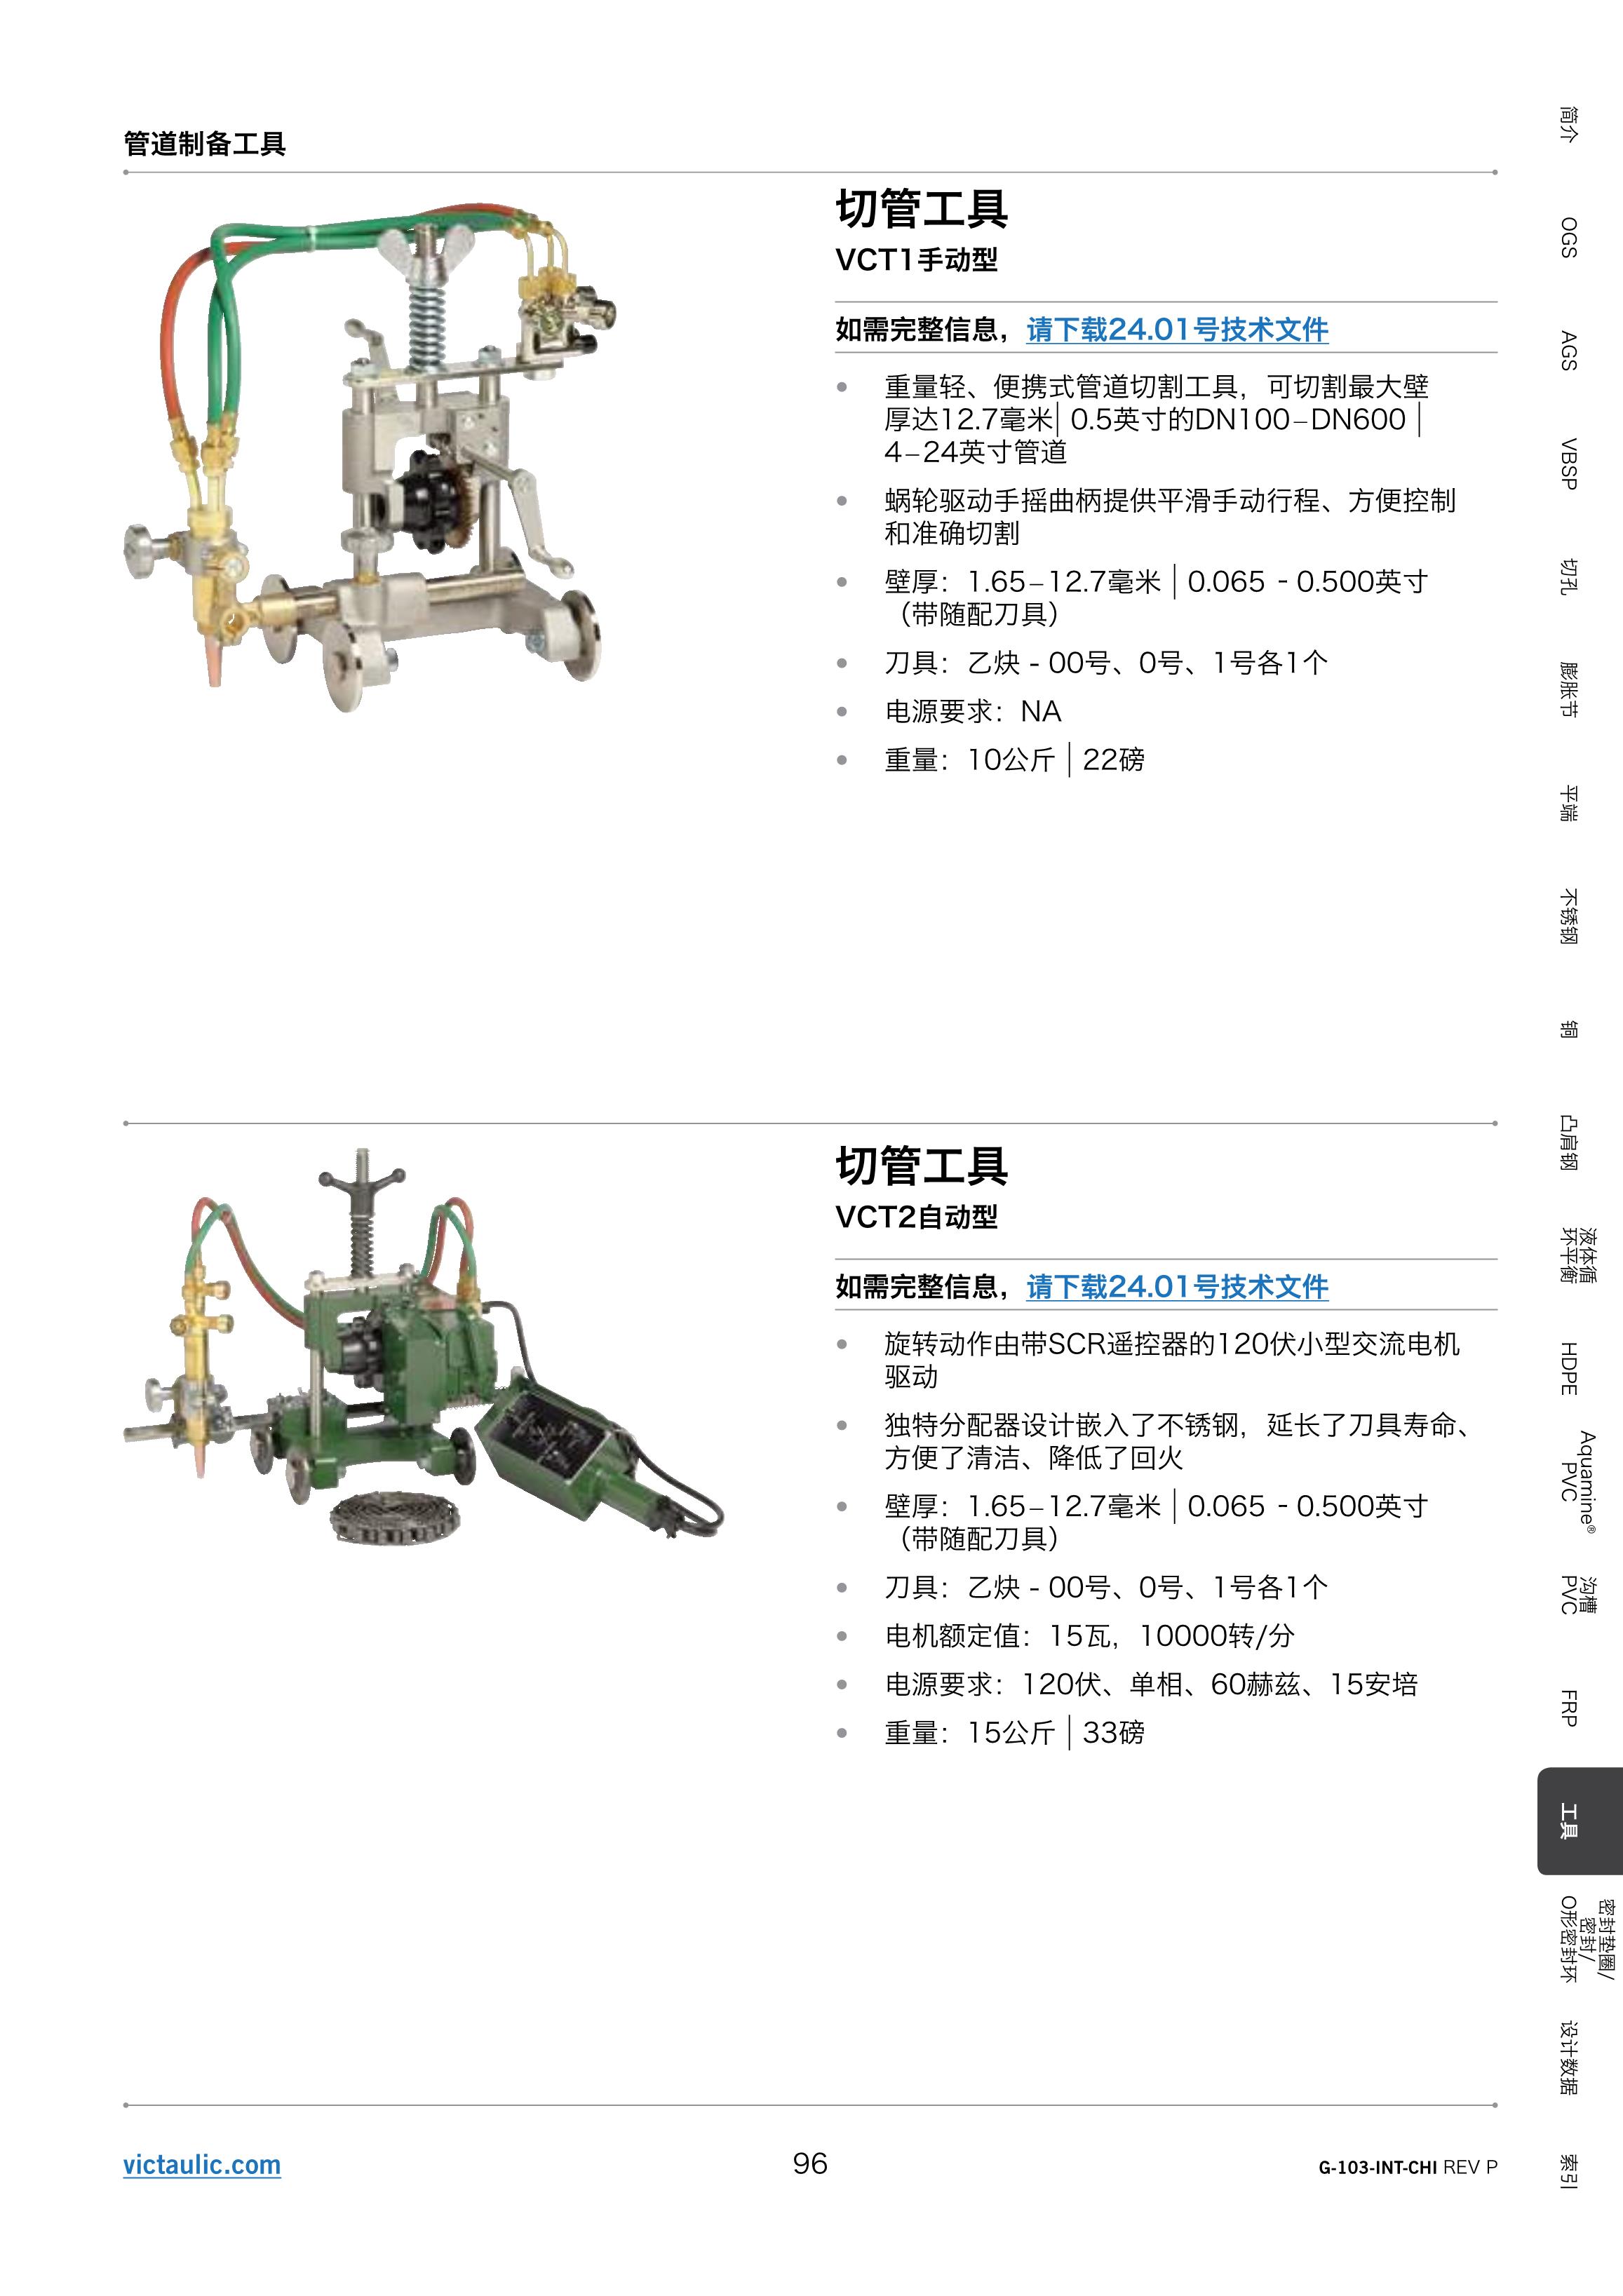 管道制备工具
切管工具
VCT1手动型
如需完整信息，请下载24.01号技术文件
• 重量轻、便携式管道切割工具，可切割最大壁
厚达12.7毫米| 0.5英寸的DN100–DN600 |
4–24英寸管道
• 蜗轮驱动手摇曲柄提供平滑手动行程、方便控制
和准确切割
• 壁厚：1.65–12.7毫米 | 0.065 - 0.500英寸
（带随配刀具）
• 刀具：乙炔 - 00号、0号、1号各1个
• 电源要求：NA
• 重量：10公斤 | 22磅
切管工具
VCT2自动型
如需完整信息，请下载24.01号技术文件
• 旋转动作由带SCR遥控器的120伏小型交流电机
驱动
• 独特分配器设计嵌入了不锈钢，延长了刀具寿命、
方便了清洁、降低了回火
• 壁厚：1.65–12.7毫米 | 0.065 - 0.500英寸
（带随配刀具）
• 刀具：乙炔 - 00号、0号、1号各1个
• 电机额定值：15瓦，10000转/分
• 电源要求：120伏、单相、60赫兹、15安培
• 重量：15公斤 | 33磅
简介
OGS
AGS
VBSP
切孔
膨胀节
平端
不锈钢
铜
凸肩钢
液体循
环平衡
HDPE
Aquamine®
PVC
沟槽
PVC
FRP
工具
密封垫圈/
密封/
O形密封环
设计数据
索引
victaulic.com
96
G-103-INT-CHI REV P